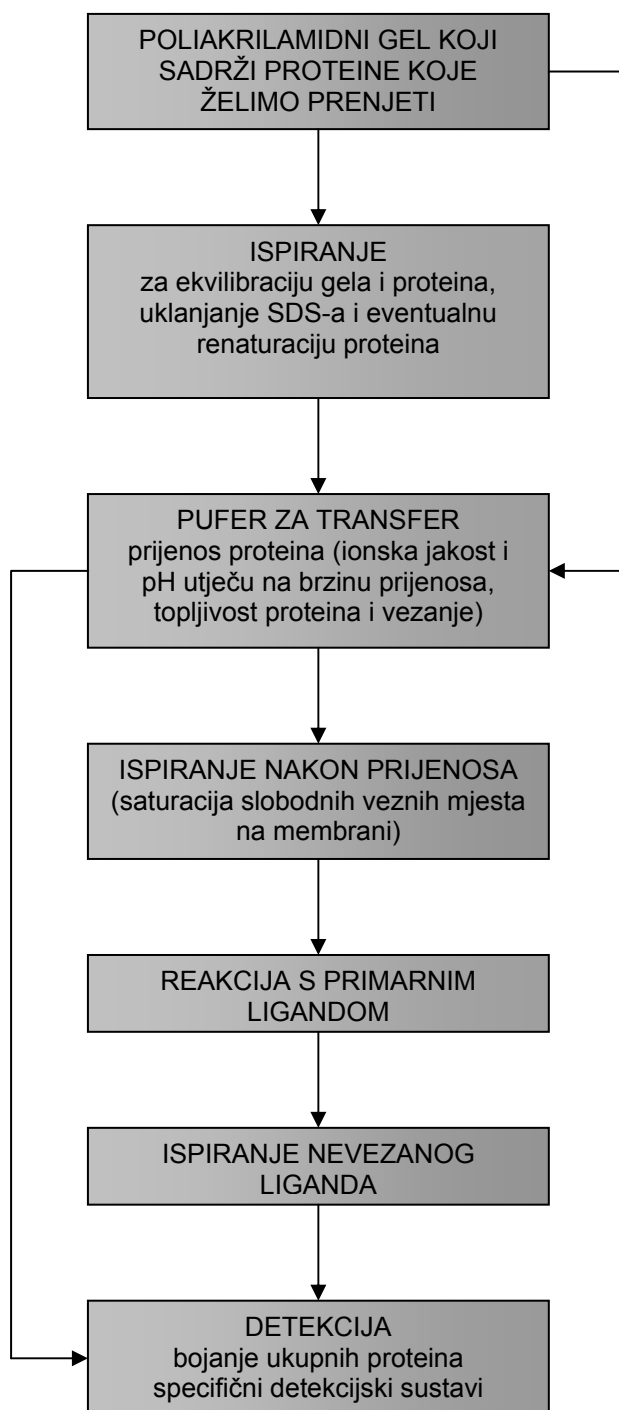 POLIAKRILAMIDNI GEL KOJI
SADRŽI PROTEINE KOJE
ŽELIMO PRENJETI
ISPIRANJE
za ekvilibraciju gela i proteina,
uklanjanje SDS-a i eventualnu
renaturaciju proteina
PUFER ZA TRANSFER
prijenos proteina (ionska jakost i
pH utječu na brzinu prijenosa,
topljivost proteina i vezanje)
ISPIRANJE NAKON PRIJENOSA
(saturacija slobodnih veznih mjesta
na membrani)
REAKCIJA S PRIMARNIM
LIGANDOM
ISPIRANJE NEVEZANOG
LIGANDA
DETEKCIJA
bojanje ukupnih proteina
specifični detekcijski sustavi